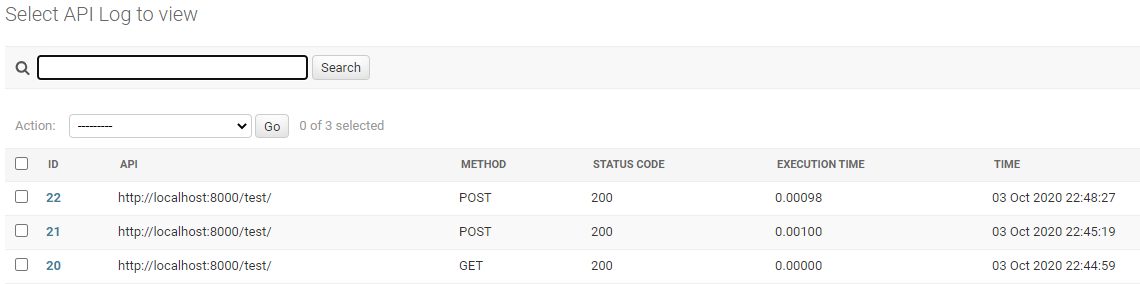 Select API Log to view
Search
Action: --------- Go 0 of 3 selected
ID API METHOD STATUS CODE EXECUTION TIME TIME
22 http://localhost:8000/test/ POST 200 0.00098 03 Oct 2020 22:48:27
21 http://localhost:8000/test/ POST 200 0.00100 03 Oct 2020 22:45:19
20 http://localhost:8000/test/ GET 200 0.00000 03 Oct 2020 22:44:59